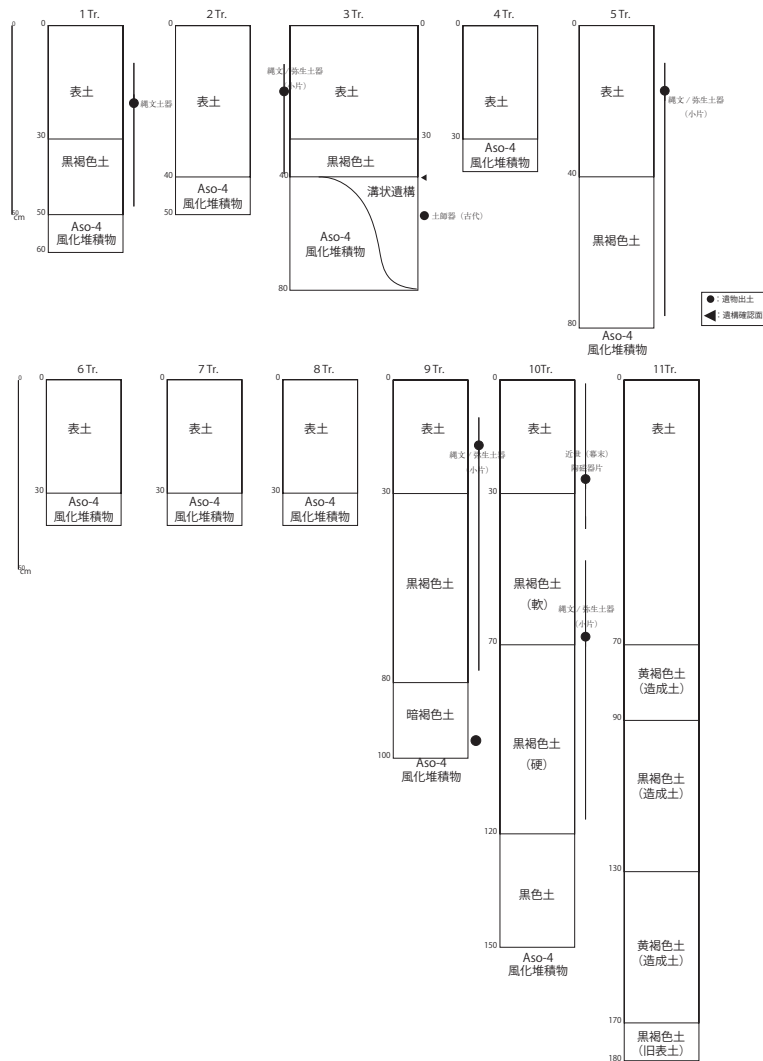 1 Tr.
0
表土
30
黒褐色土
50
Aso-4
風化堆積物
60
縄文土器
0
50
cm
2 Tr.
0
表土
40
Aso-4
風化堆積物
50
3 Tr.
0
表土
30
黒褐色土
40
溝状遺構
Aso-4
風化堆積物
80
縄文/弥生土器
(小片)
土師器(古代)
4 Tr.
0
表土
30
Aso-4
風化堆積物
5 Tr.
0
表土
40
黒褐色土
80
Aso-4
風化堆積物
縄文/弥生土器
(小片)
●:遺物出土
◀:遺構確認面
6 Tr.
0
表土
30
Aso-4
風化堆積物
0
50
cm
7 Tr.
0
表土
30
Aso-4
風化堆積物
8 Tr.
0
表土
30
Aso-4
風化堆積物
9 Tr.
0
表土
30
黒褐色土
80
暗褐色土
100
Aso-4
風化堆積物
縄文/弥生土器
(小片)
10Tr.
0
表土
30
黒褐色土
(軟)
70
黒褐色土
(硬)
120
黒色土
150
Aso-4
風化堆積物
近世(幕末)
陶磁器片
縄文/弥生土器
(小片)
11Tr.
0
表土
70
黄褐色土
(造成土)
90
黒褐色土
(造成土)
130
黄褐色土
(造成土)
170
黒褐色土
(旧表土)
180